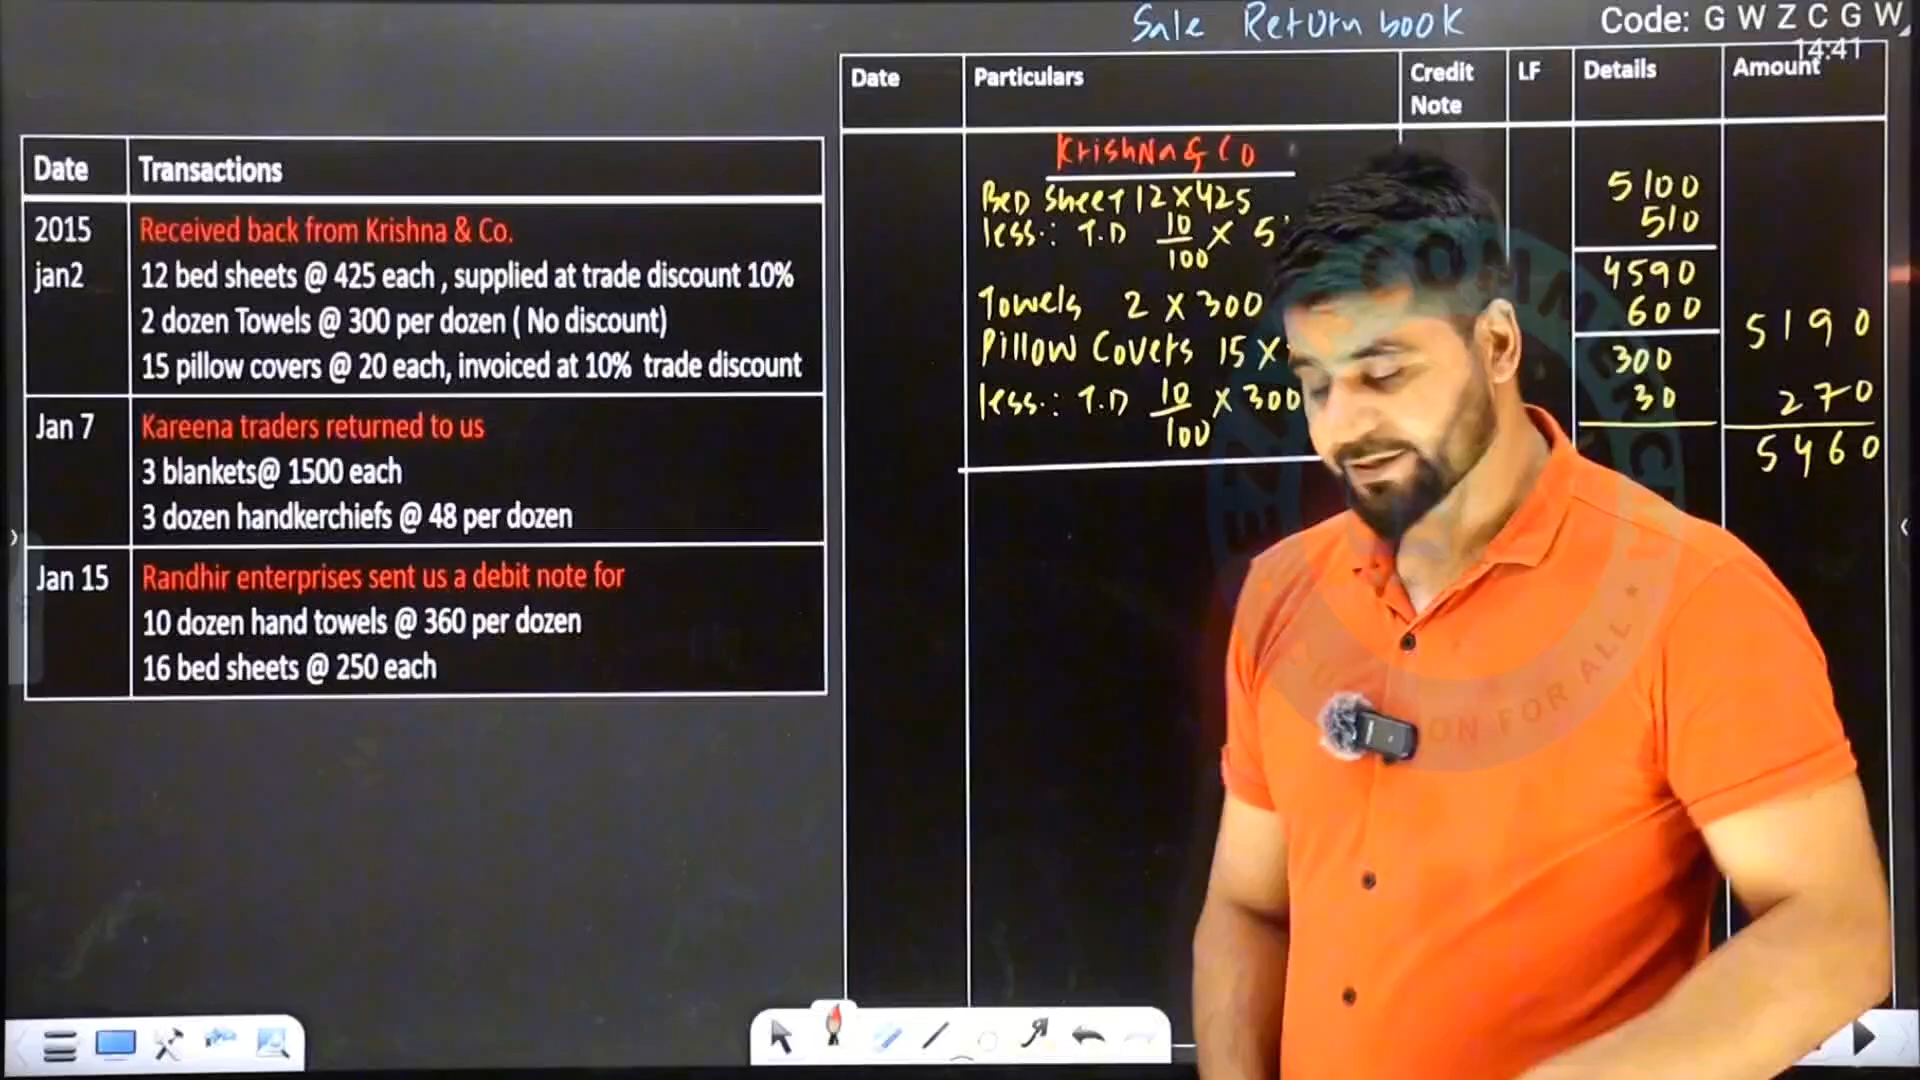 Sale Return book
Code: G W Z C G W
14:41
Date Particulars Credit Note LF Details Amount
Date Transactions
2015 jan2 Received back from Krishna & Co.
12 bed sheets @ 425 each , supplied at trade discount 10%
2 dozen Towels @ 300 per dozen ( No discount)
15 pillow covers @ 20 each, invoiced at 10% trade discount
Jan 7 Kareena traders returned to us
3 blankets@ 1500 each
3 dozen handkerchiefs @ 48 per dozen
Jan 15 Randhir enterprises sent us a debit note for
10 dozen hand towels @ 360 per dozen
16 bed sheets @ 250 each
Krishna & Co
Bed Sheet 12 x 425 5100
less.: T.D 10/100 x 5 510
4590
Towels 2 x 300 600 5190
Pillow Covers 15 x 300
less.: T.D 10/100 x 300 30 270
5460
COMMERCE
ON FOR ALL